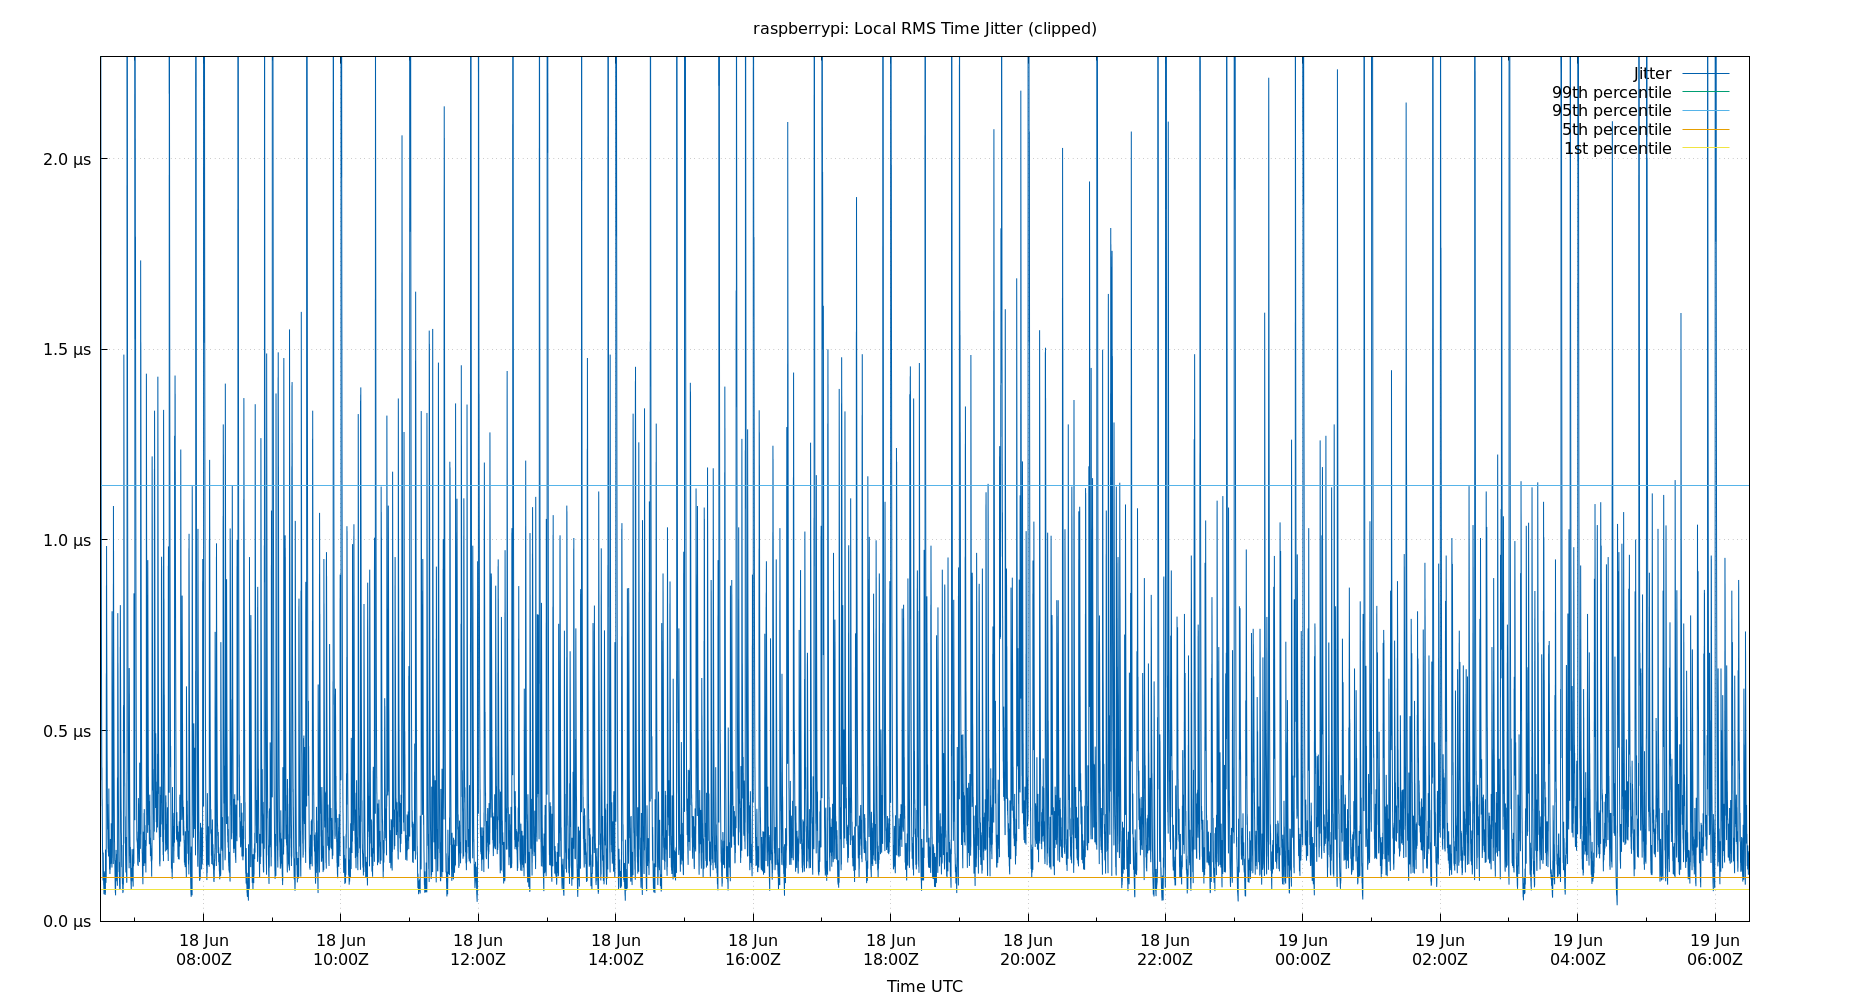 raspberrypi: Local RMS Time Jitter (clipped)
Jitter
99th percentile
95th percentile
5th percentile
1st percentile
2.0 µs
1.5 µs
1.0 µs
0.5 µs
0.0 µs
18 Jun 18 Jun 18 Jun 18 Jun 18 Jun 18 Jun 18 Jun 18 Jun 19 Jun 19 Jun 19 Jun 19 Jun
08:00Z 10:00Z 12:00Z 14:00Z 16:00Z 18:00Z 20:00Z 22:00Z 00:00Z 02:00Z 04:00Z 06:00Z
Time UTC